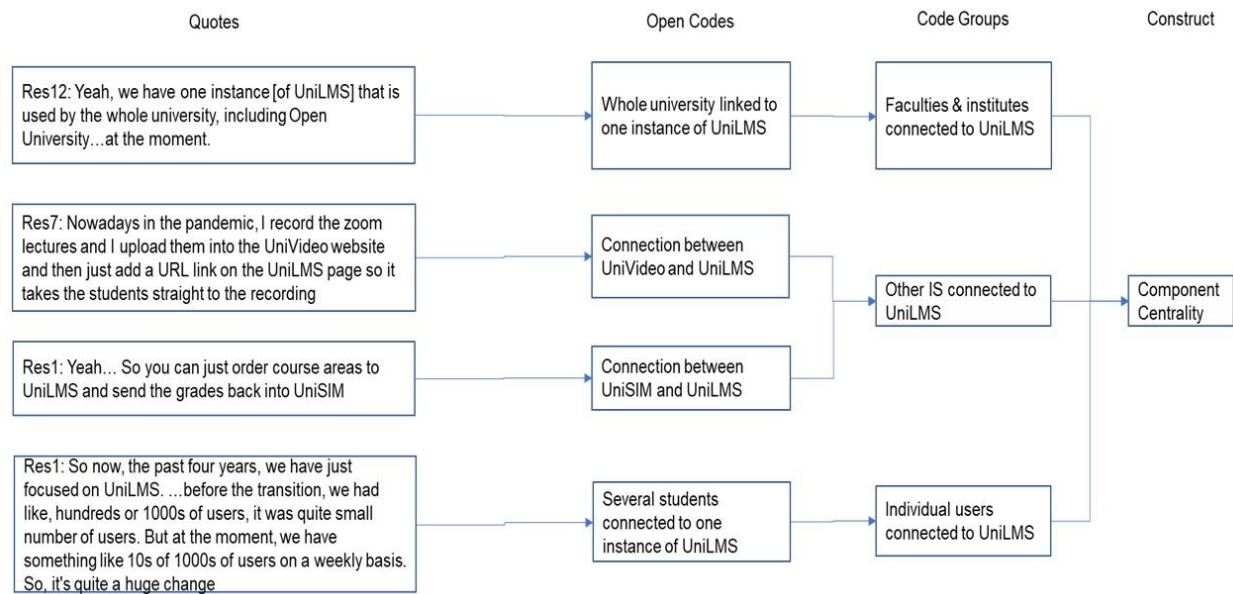 Quotes
Open Codes
Code Groups
Construct
Res12: Yeah, we have one instance [of UniLMS] that is
used by the whole university, including Open
University…at the moment.
Whole university linked to
one instance of UniLMS
Faculties & institutes
connected to UniLMS
Res7: Nowadays in the pandemic, I record the zoom
lectures and I upload them into the UniVideo website
and then just add a URL link on the UniLMS page so it
takes the students straight to the recording
Connection between
UniVideo and UniLMS
Other IS connected to
UniLMS
Component
Centrality
Res1: Yeah… So you can just order course areas to
UniLMS and send the grades back into UniSIM
Connection between
UniSIM and UniLMS
Res1: So now, the past four years, we have just
focused on UniLMS. …before the transition, we had
like, hundreds or 1000s of users, it was quite small
number of users. But at the moment, we have
something like 10s of 1000s of users on a weekly basis.
So, it's quite a huge change
Several students
connected to one
instance of UniLMS
Individual users
connected to UniLMS